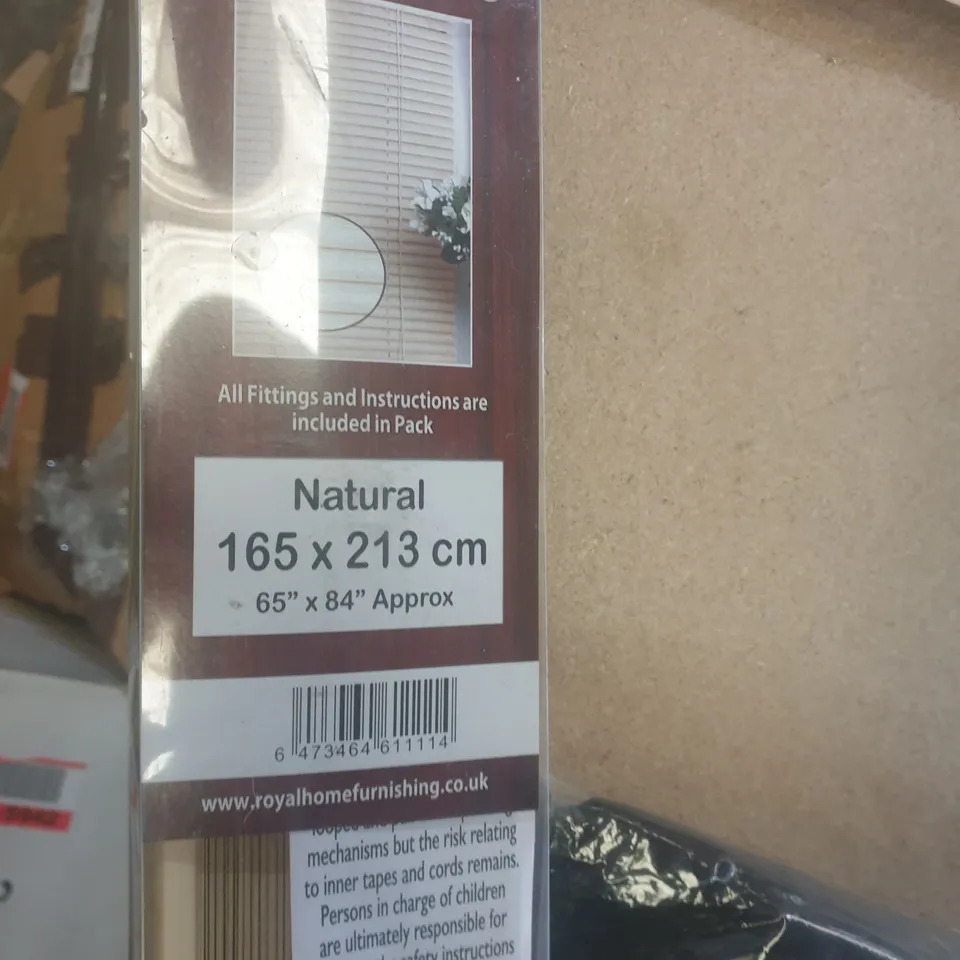 All Fittings and Instructions are
included in Pack
Natural
165 x 213 cm
65” x 84” Approx
6 473464 611114
www.royalhomefurnishing.co.uk
mechanisms but the risk relating
to inner tapes and cords remains.
Persons in charge of children
are ultimately responsible for
instructions